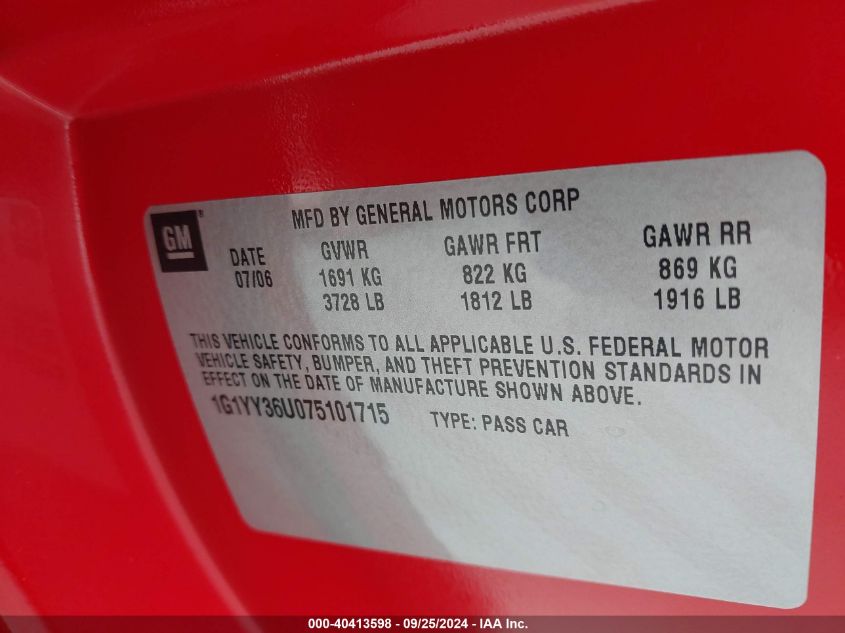 GM®
MFD BY GENERAL MOTORS CORP
DATE GVWR GAWR FRT GAWR RR
07/06 1691 KG 822 KG 869 KG
3728 LB 1812 LB 1916 LB
THIS VEHICLE CONFORMS TO ALL APPLICABLE U.S. FEDERAL MOTOR
VEHICLE SAFETY, BUMPER, AND THEFT PREVENTION STANDARDS IN
EFFECT ON THE DATE OF MANUFACTURE SHOWN ABOVE.
1G1YY36U075101715 TYPE: PASS CAR
000-40413598 - 09/25/2024 - IAA Inc.